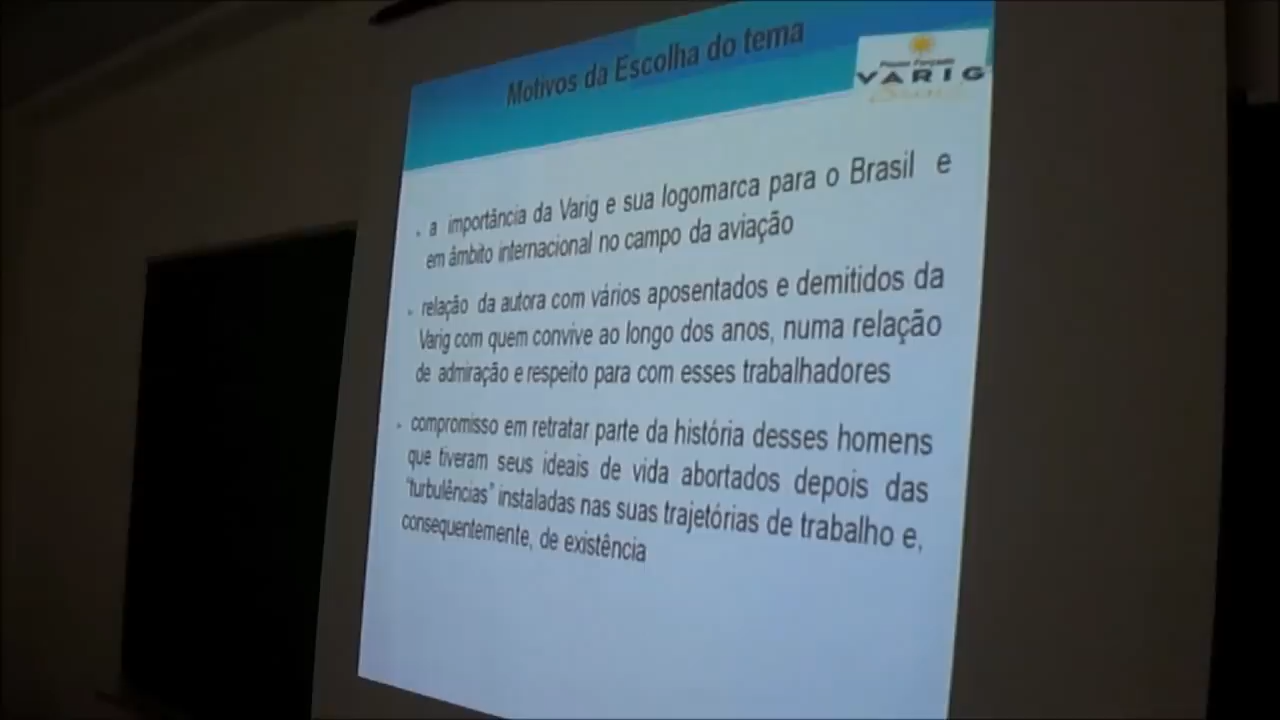 Motivos da Escolha do tema
Pouso Forçado
VARIG
a importância da Varig e sua logomarca para o Brasil e
em âmbito internacional no campo da aviação
relação da autora com vários aposentados e demitidos da
Varig com quem convive ao longo dos anos, numa relação
de admiração e respeito para com esses trabalhadores
compromisso em retratar parte da história desses homens
que tiveram seus ideais de vida abortados depois das
"turbulências" instaladas nas suas trajetórias de trabalho e,
consequentemente, de existência